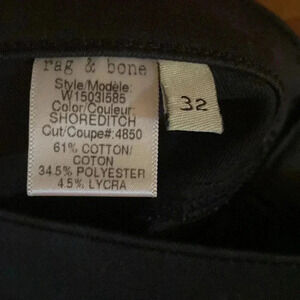 rag & bone
Style/Modèle:
W1503I585
Color/Couleur:
SHOREDITCH
Cut/Coupe#:4850
61% COTTON/
COTON
34.5% POLYESTER
4.5% LYCRA
32